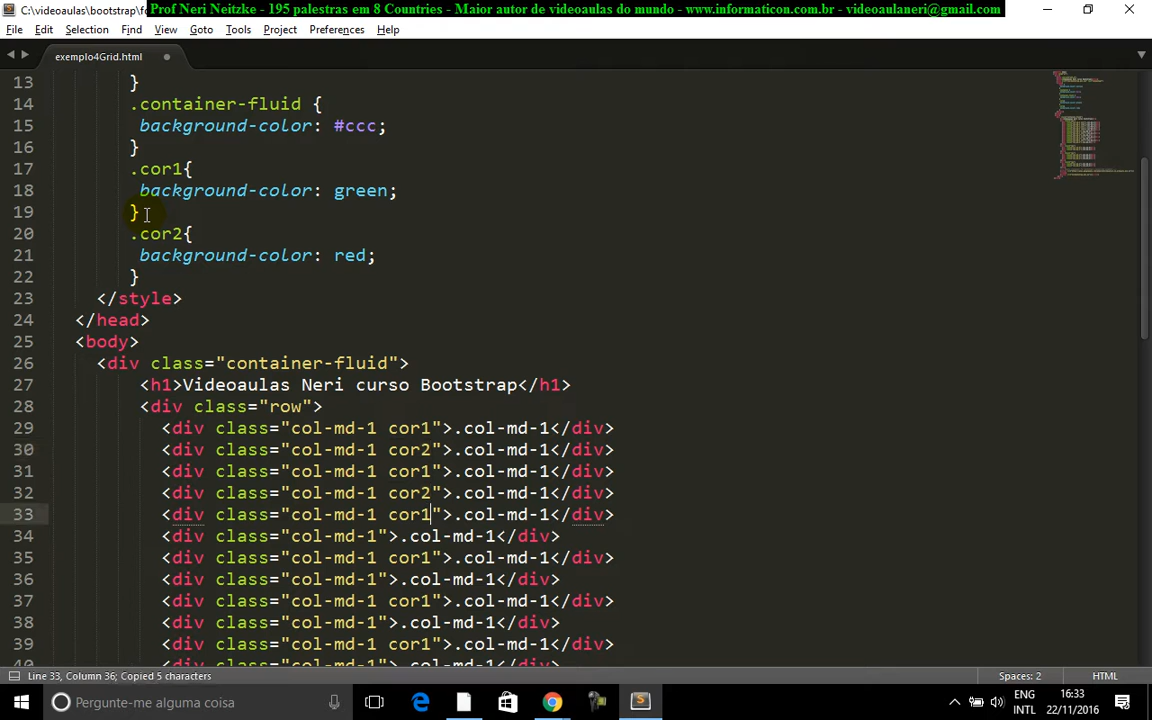 C:\videoaulas\bootstrap\fo
Prof Neri Neitzke - 195 palestras em 8 Countries - Maior autor de videoaulas do mundo - www.informaticon.com.br - videoaulaneri@gmail.com
File Edit Selection Find View Goto Tools Project Preferences Help
exemplo4Grid.html
13 }
14 .container-fluid {
15 background-color: #ccc;
16 }
17 .cor1{
18 background-color: green;
19 }
20 .cor2{
21 background-color: red;
22 }
23 </style>
24 </head>
25 <body>
26 <div class="container-fluid">
27 <h1>Videoaulas Neri curso Bootstrap</h1>
28 <div class="row">
29 <div class="col-md-1 cor1">.col-md-1</div>
30 <div class="col-md-1 cor2">.col-md-1</div>
31 <div class="col-md-1 cor1">.col-md-1</div>
32 <div class="col-md-1 cor2">.col-md-1</div>
33 <div class="col-md-1 cor1">.col-md-1</div>
34 <div class="col-md-1">.col-md-1</div>
35 <div class="col-md-1 cor1">.col-md-1</div>
36 <div class="col-md-1">.col-md-1</div>
37 <div class="col-md-1 cor1">.col-md-1</div>
38 <div class="col-md-1">.col-md-1</div>
39 <div class="col-md-1 cor1">.col-md-1</div>
40 <div class="col-md-1">.col-md-1</div>
Line 33, Column 36; Copied 5 characters Spaces: 2 HTML
Pergunte-me alguma coisa
ENG 16:33
INTL 22/11/2016